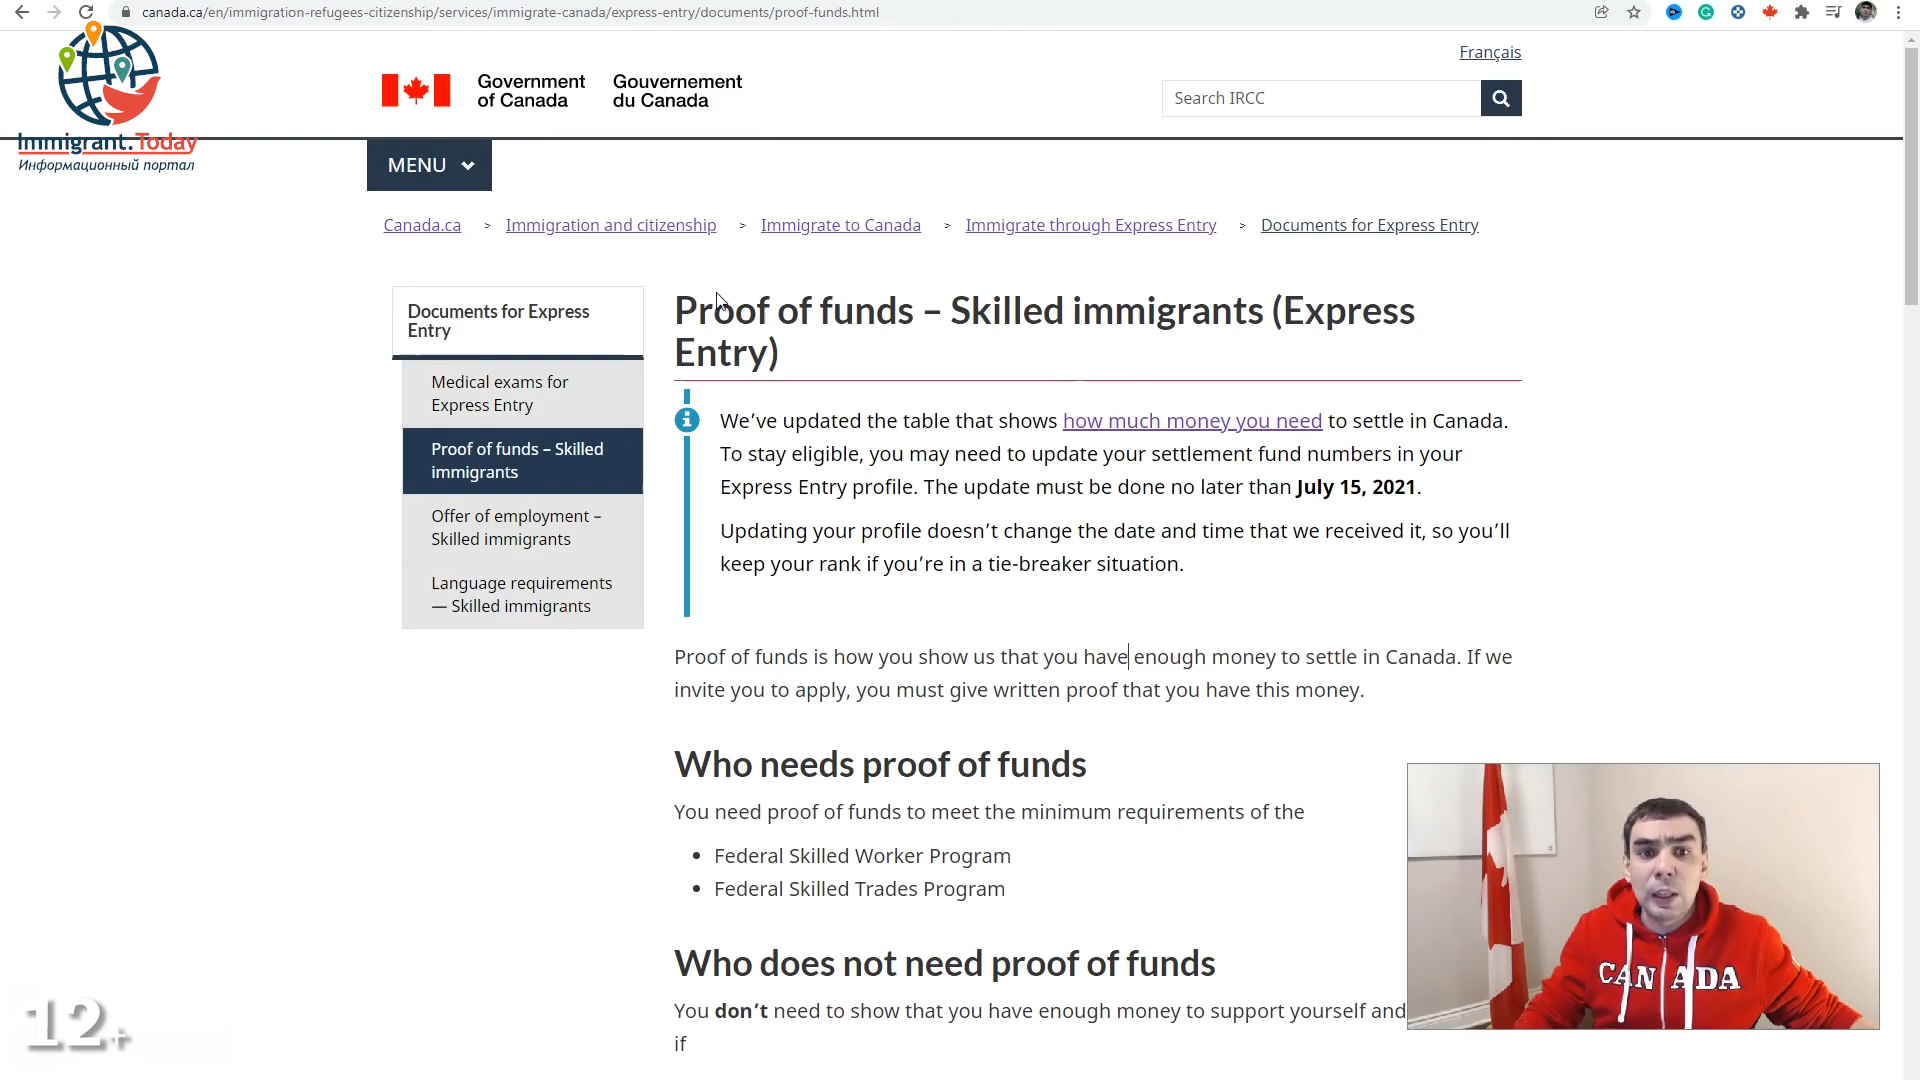 canada.ca/en/immigration-refugees-citizenship/services/immigrate-canada/express-entry/documents/proof-funds.html
Immigrant.Today
Информационный портал
Français
Government
of Canada
Gouvernement
du Canada
Search IRCC
MENU
Canada.ca > Immigration and citizenship > Immigrate to Canada > Immigrate through Express Entry > Documents for Express Entry
Documents for Express
Entry
Medical exams for
Express Entry
Proof of funds – Skilled
immigrants
Offer of employment –
Skilled immigrants
Language requirements
— Skilled immigrants
Proof of funds – Skilled immigrants (Express
Entry)
We’ve updated the table that shows how much money you need to settle in Canada.
To stay eligible, you may need to update your settlement fund numbers in your
Express Entry profile. The update must be done no later than July 15, 2021.
Updating your profile doesn’t change the date and time that we received it, so you’ll
keep your rank if you’re in a tie-breaker situation.
Proof of funds is how you show us that you have enough money to settle in Canada. If we
invite you to apply, you must give written proof that you have this money.
Who needs proof of funds
You need proof of funds to meet the minimum requirements of the
Federal Skilled Worker Program
Federal Skilled Trades Program
Who does not need proof of funds
You don’t need to show that you have enough money to support yourself and
if
CANADA
12+